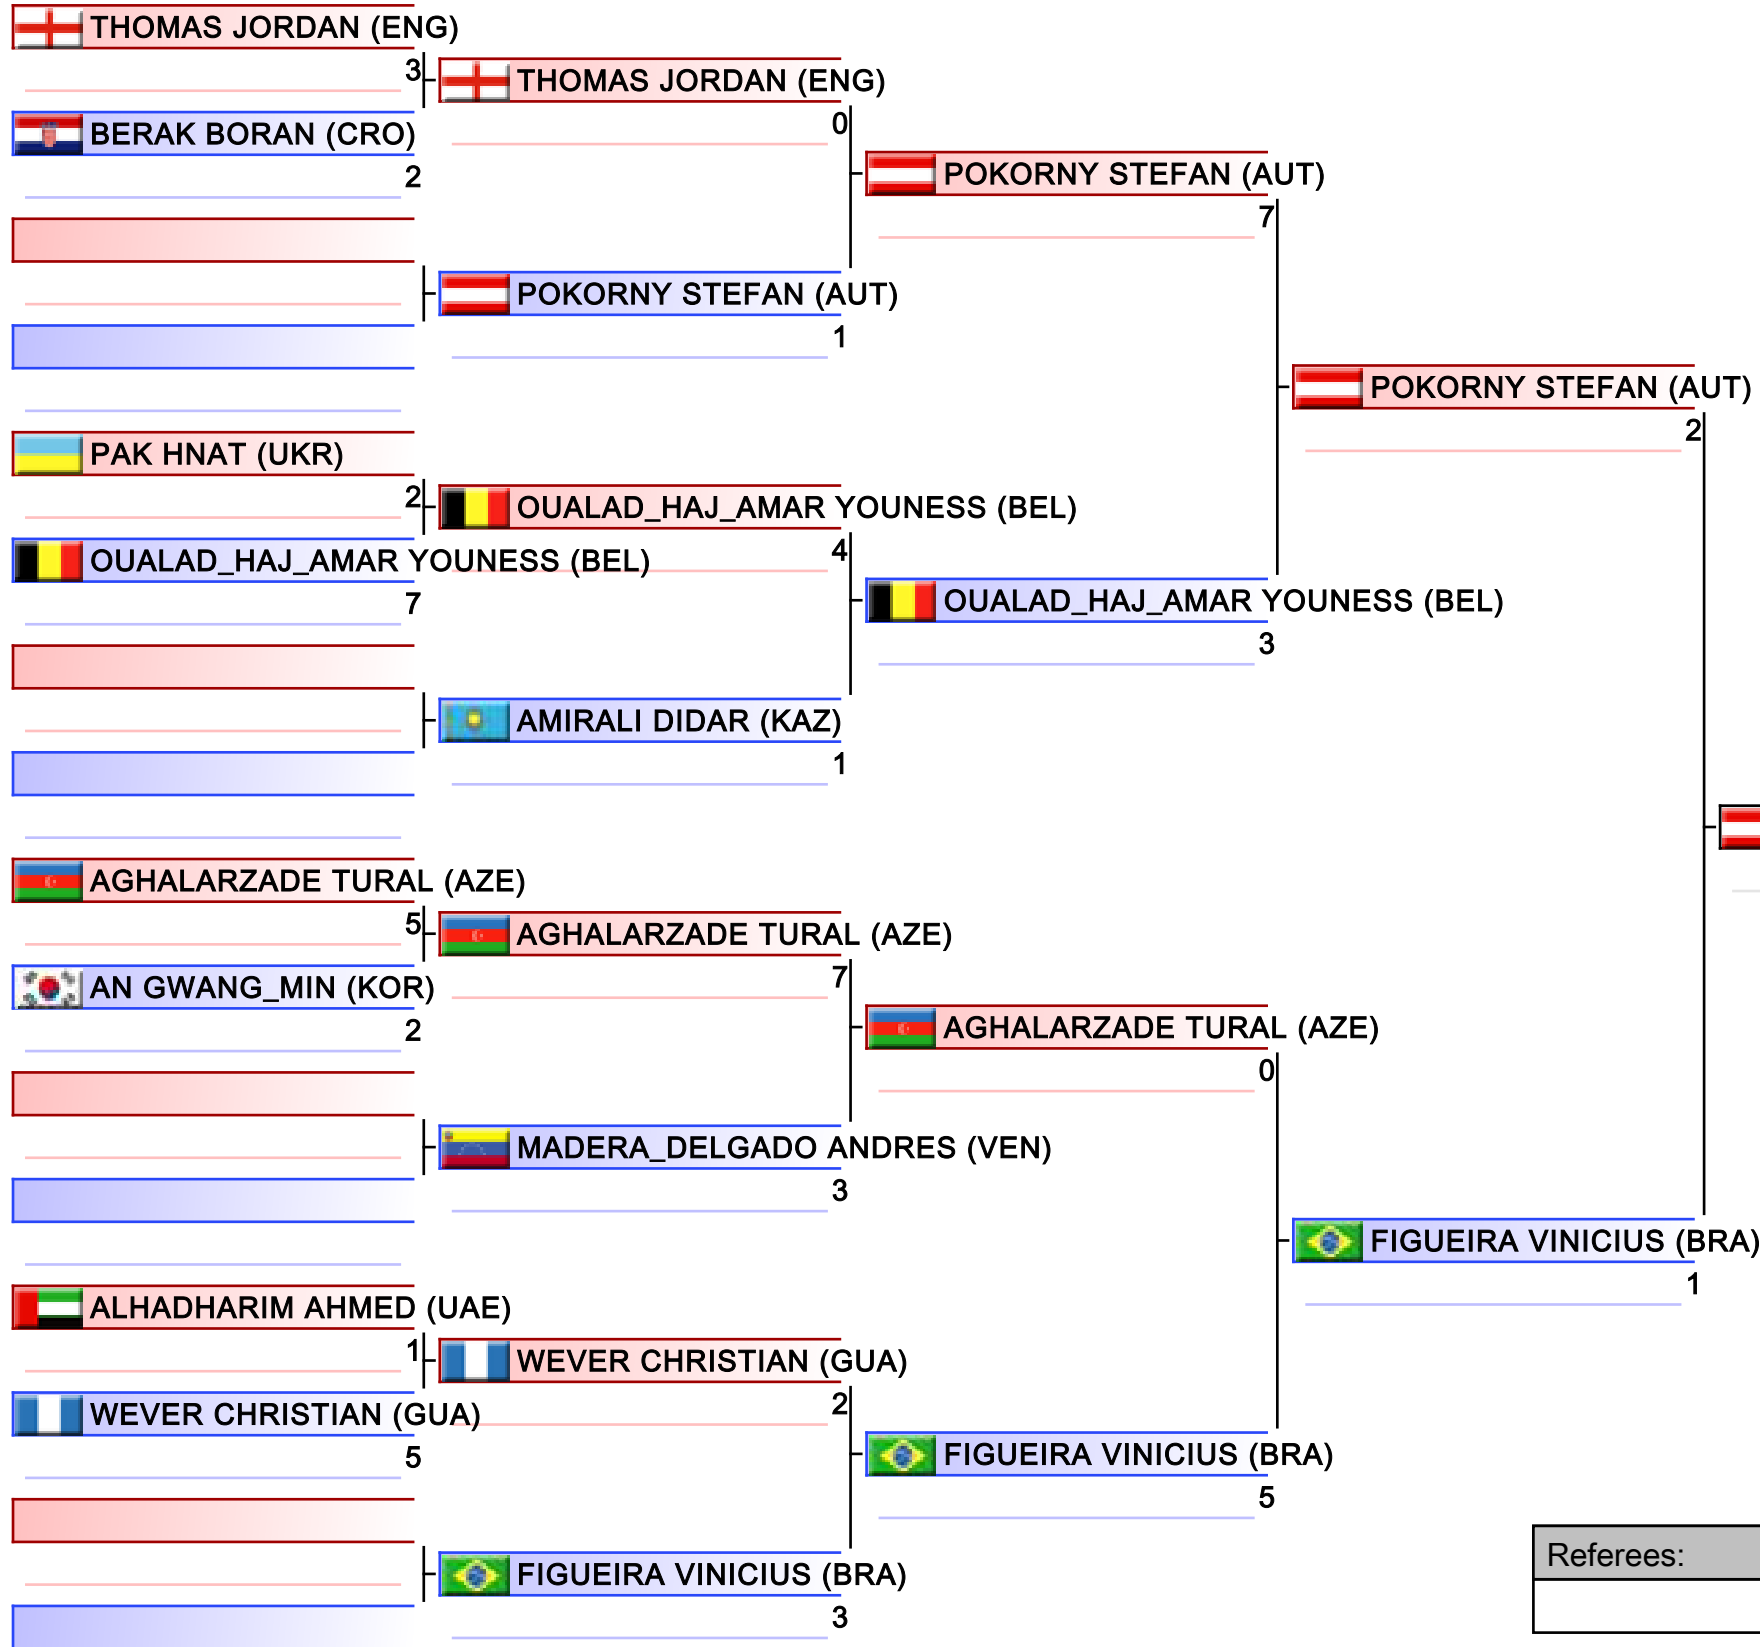 THOMAS JORDAN (ENG)
3
BERAK BORAN (CRO)
2
PAK HNAT (UKR)
2
OUALAD_HAJ_AMAR YOUNESS (BEL)
7
AGHALARZADE TURAL (AZE)
5
AN GWANG_MIN (KOR)
2
ALHADHARIM AHMED (UAE)
1
WEVER CHRISTIAN (GUA)
5
THOMAS JORDAN (ENG)
0
POKORNY STEFAN (AUT)
1
OUALAD_HAJ_AMAR YOUNESS (BEL)
4
AMIRALI DIDAR (KAZ)
1
AGHALARZADE TURAL (AZE)
7
MADERA_DELGADO ANDRES (VEN)
3
WEVER CHRISTIAN (GUA)
2
FIGUEIRA VINICIUS (BRA)
3
POKORNY STEFAN (AUT)
7
OUALAD_HAJ_AMAR YOUNESS (BEL)
3
AGHALARZADE TURAL (AZE)
0
FIGUEIRA VINICIUS (BRA)
5
POKORNY STEFAN (AUT)
2
FIGUEIRA VINICIUS (BRA)
1
Referees: